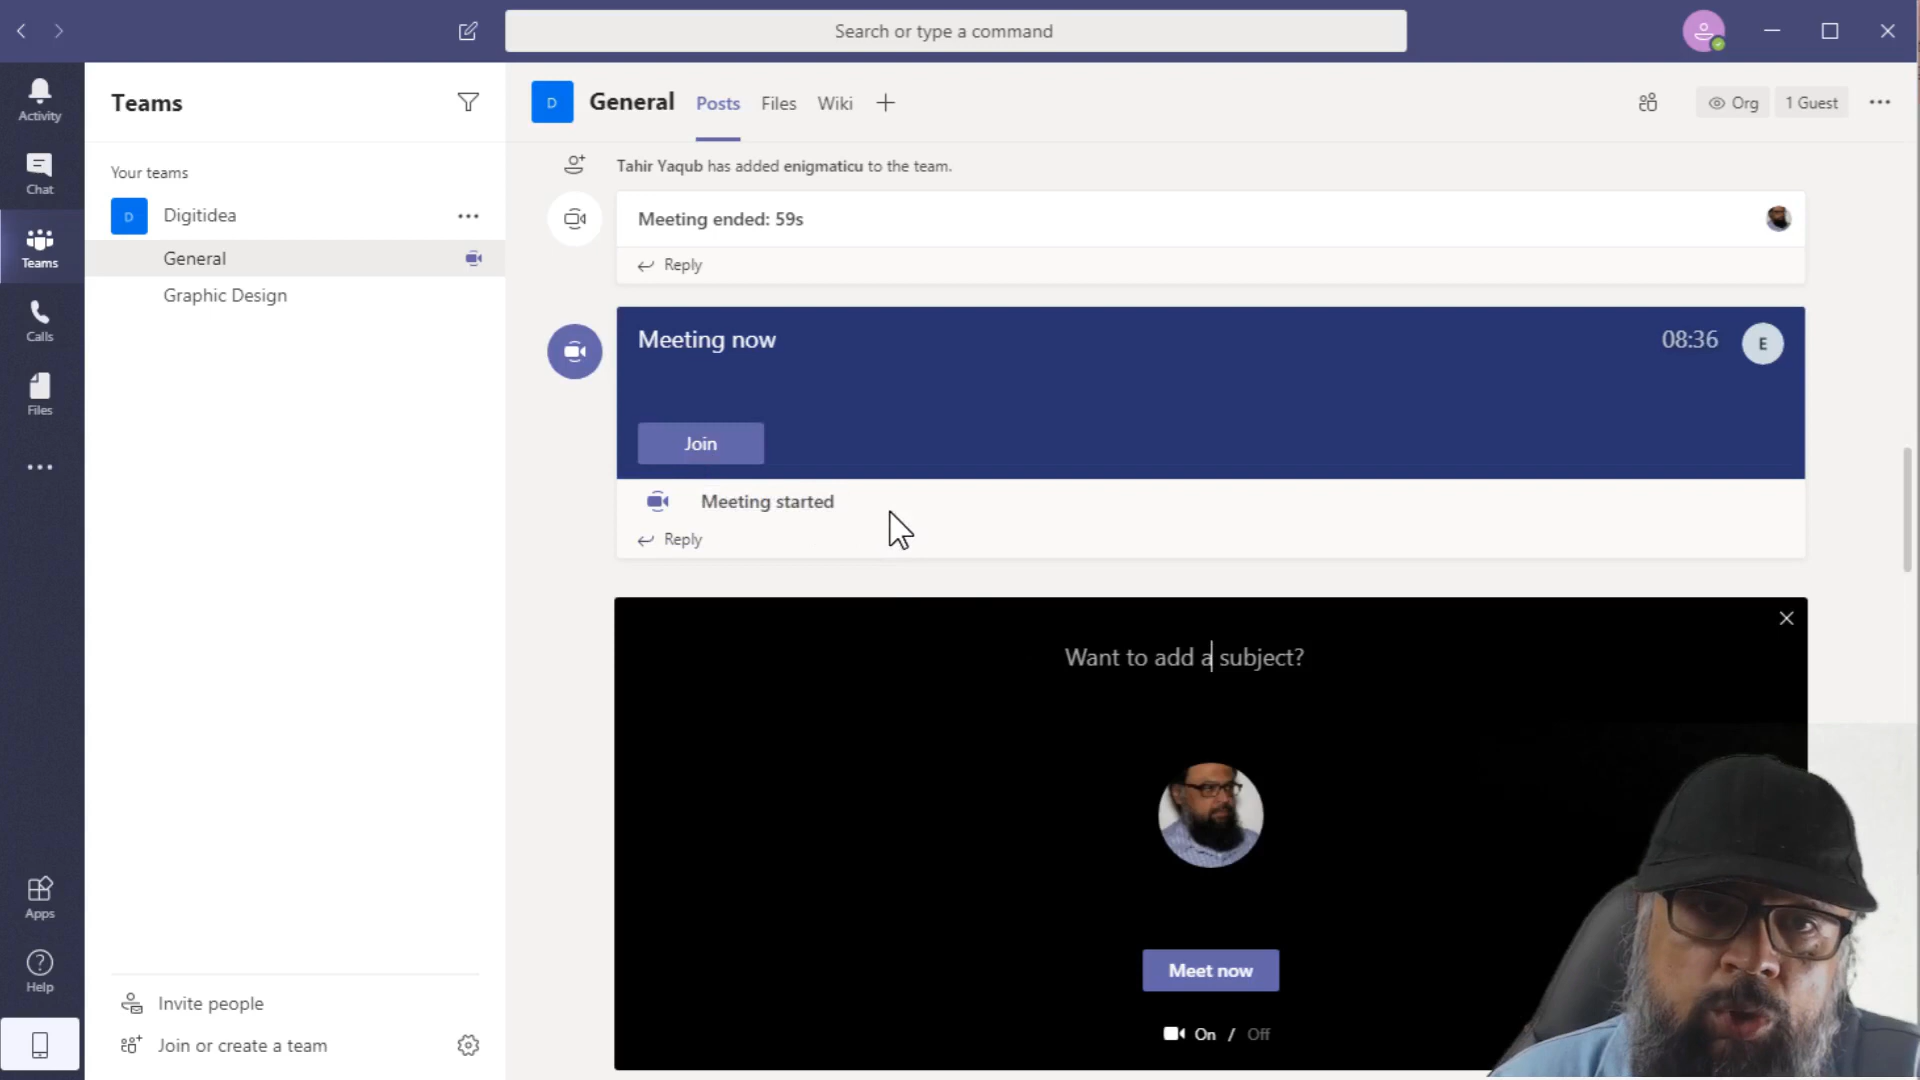 Search or type a command
Activity
Chat
Teams
Calls
Files
Apps
Help
Teams
Your teams
D Digitidea
General
Graphic Design
Invite people
Join or create a team
D General Posts Files Wiki
Org 1 Guest
Tahir Yaqub has added enigmaticu to the team.
Meeting ended: 59s
Reply
Meeting now 08:36 E
Join
Meeting started
Reply
Want to add a subject?
Meet now
On / Off